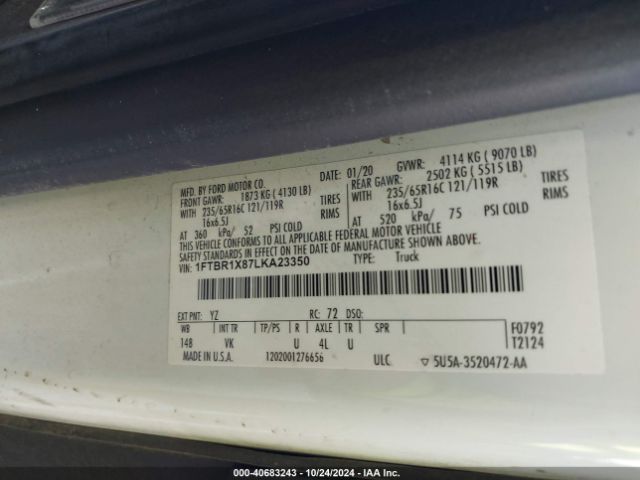 MFD. BY FORD MOTOR CO.
DATE: 01/20 GVWR: 4114 KG ( 9070 LB)
FRONT GAWR: 1873 KG ( 4130 LB)
REAR GAWR: 2502 KG ( 5515 LB)
WITH 235/65R16C 121/119R TIRES
WITH 235/65R16C 121/119R TIRES
16x6.5J RIMS
16x6.5J RIMS
AT 360 kPa/ 52 PSI COLD
AT 520 kPa/ 75 PSI COLD
THIS VEHICLE CONFORMS TO ALL APPLICABLE FEDERAL MOTOR VEHICLE
SAFETY STANDARDS IN EFFECT ON THE DATE OF MANUFACTURE SHOWN ABOVE.
VIN: 1FTBR1X87LKA23350 TYPE: Truck
EXT PNT: YZ RC: 72 DSO: F0792
WB INT TR TP/PS R AXLE TR SPR T2124
148 VK U 4L U
MADE IN U.S.A. 1202001276656 ULC ▽ 5U5A-3520472-AA
000-40683243 - 10/24/2024 - IAA Inc.